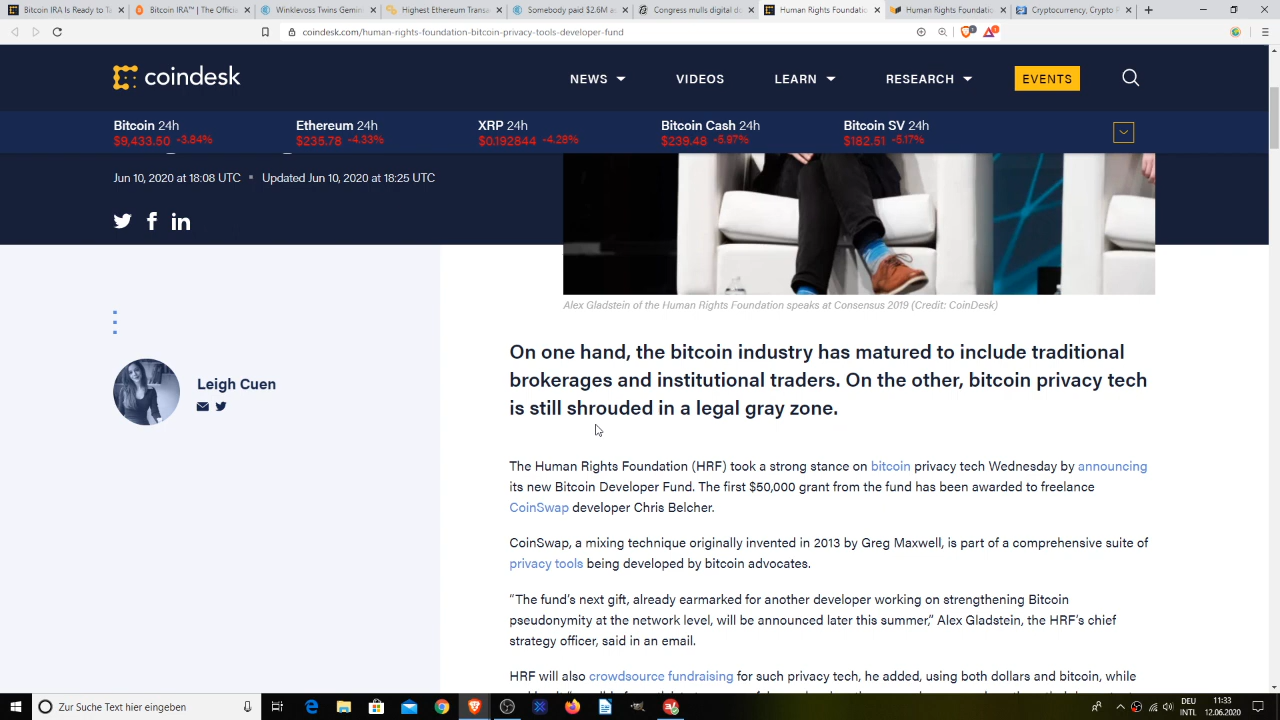 Bitcoin IRA Is Ready to Ta
Bitcoin IRA™ | The Officia
Winklevoss Twins Gemin
Highest Ethereum Transa
Somebody paid $2.6M as
Congress mulls digital do
Human Rights Foundatio
Human Rights Foundatio
Cryptocurrency, Crypto P
coindesk.com/human-rights-foundation-bitcoin-privacy-tools-developer-fund
coindesk
NEWS
VIDEOS
LEARN
RESEARCH
EVENTS
Bitcoin 24h
$9,433.50 -3.84%
Ethereum 24h
$235.78 -4.33%
XRP 24h
$0.192844 -4.28%
Bitcoin Cash 24h
$239.48 -5.97%
Bitcoin SV 24h
$182.51 -5.17%
Jun 10, 2020 at 18:08 UTC ▪ Updated Jun 10, 2020 at 18:25 UTC
Alex Gladstein of the Human Rights Foundation speaks at Consensus 2019 (Credit: CoinDesk)
Leigh Cuen
On one hand, the bitcoin industry has matured to include traditional
brokerages and institutional traders. On the other, bitcoin privacy tech
is still shrouded in a legal gray zone.
The Human Rights Foundation (HRF) took a strong stance on bitcoin privacy tech Wednesday by announcing
its new Bitcoin Developer Fund. The first $50,000 grant from the fund has been awarded to freelance
CoinSwap developer Chris Belcher.
CoinSwap, a mixing technique originally invented in 2013 by Greg Maxwell, is part of a comprehensive suite of
privacy tools being developed by bitcoin advocates.
“The fund’s next gift, already earmarked for another developer working on strengthening Bitcoin
pseudonymity at the network level, will be announced later this summer,” Alex Gladstein, the HRF’s chief
strategy officer, said in an email.
HRF will also crowdsource fundraising for such privacy tech, he added, using both dollars and bitcoin, while
Zur Suche Text hier eingeben
DEU
INTL
11:33
12.06.2020